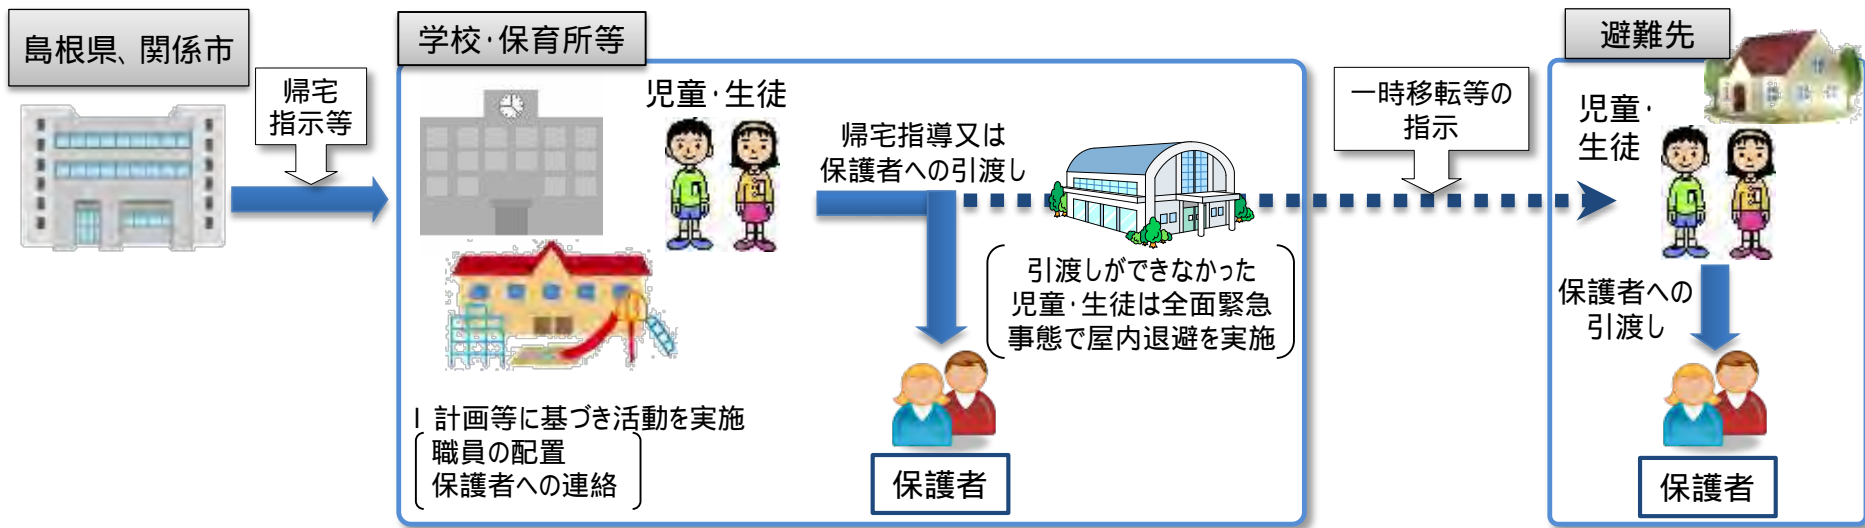 島根県、関係市
帰宅
指示等
学校・保育所等
児童・生徒
帰宅指導又は
保護者への引渡し
引渡しができなかった
児童・生徒は全面緊急
事態で屋内退避を実施
l 計画等に基づき活動を実施
職員の配置
保護者への連絡
保護者
一時移転等の
指示
避難先
児童・
生徒
保護者への
引渡し
保護者